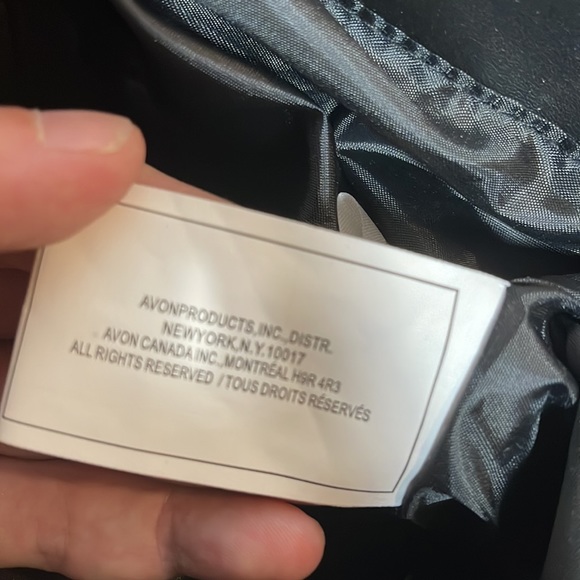 AVONPRODUCTS,INC.,DISTR.
NEWYORK,N.Y.10017
AVON CANADA INC.,MONTRÉAL H9R 4R3
ALL RIGHTS RESERVED / TOUS DROITS RÉSERVÉS